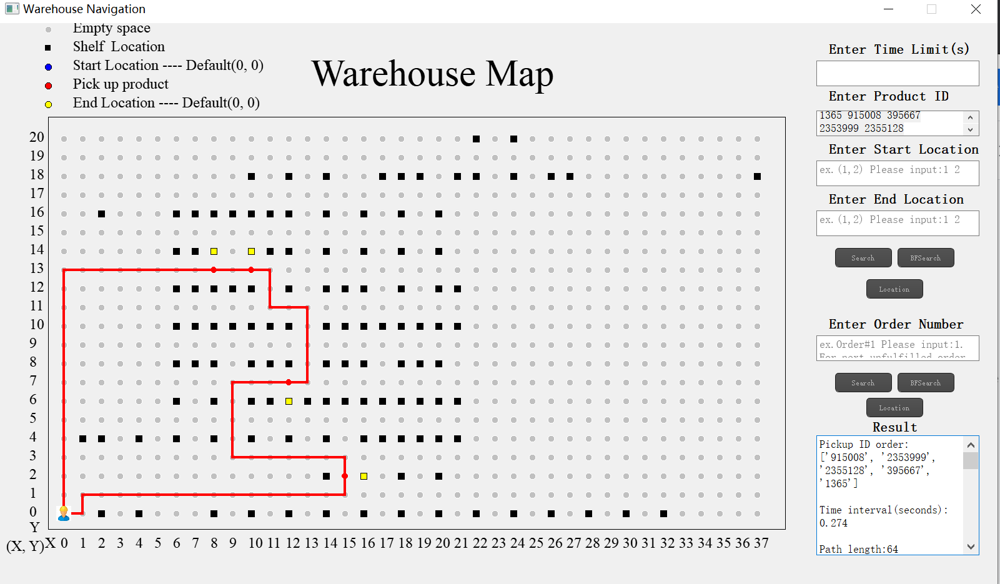 Warehouse Navigation
Empty space
Shelf Location
Start Location ---- Default(0, 0)
Pick up product
End Location ---- Default(0, 0)
Warehouse Map
20
19
18
17
16
15
14
13
12
11
10
9
8
7
6
5
4
3
2
1
0
Y
(X, Y)X 0 1 2 3 4 5 6 7 8 9 10 11 12 13 14 15 16 17 18 19 20 21 22 23 24 25 26 27 28 29 30 31 32 33 34 35 36 37
Enter Time Limit(s)
Enter Product ID
1365 915008 395667
2353999 2355128
Enter Start Location
ex.(1,2) Please input:1 2
Enter End Location
ex.(1,2) Please input:1 2
Search BFSearch
Location
Enter Order Number
ex.Order#1 Please input:1.
For next unfulfilled order
Search BFSearch
Location
Result
Pickup ID order:
['915008', '2353999',
'2355128', '395667',
'1365']
Time interval(seconds):
0.274
Path length:64